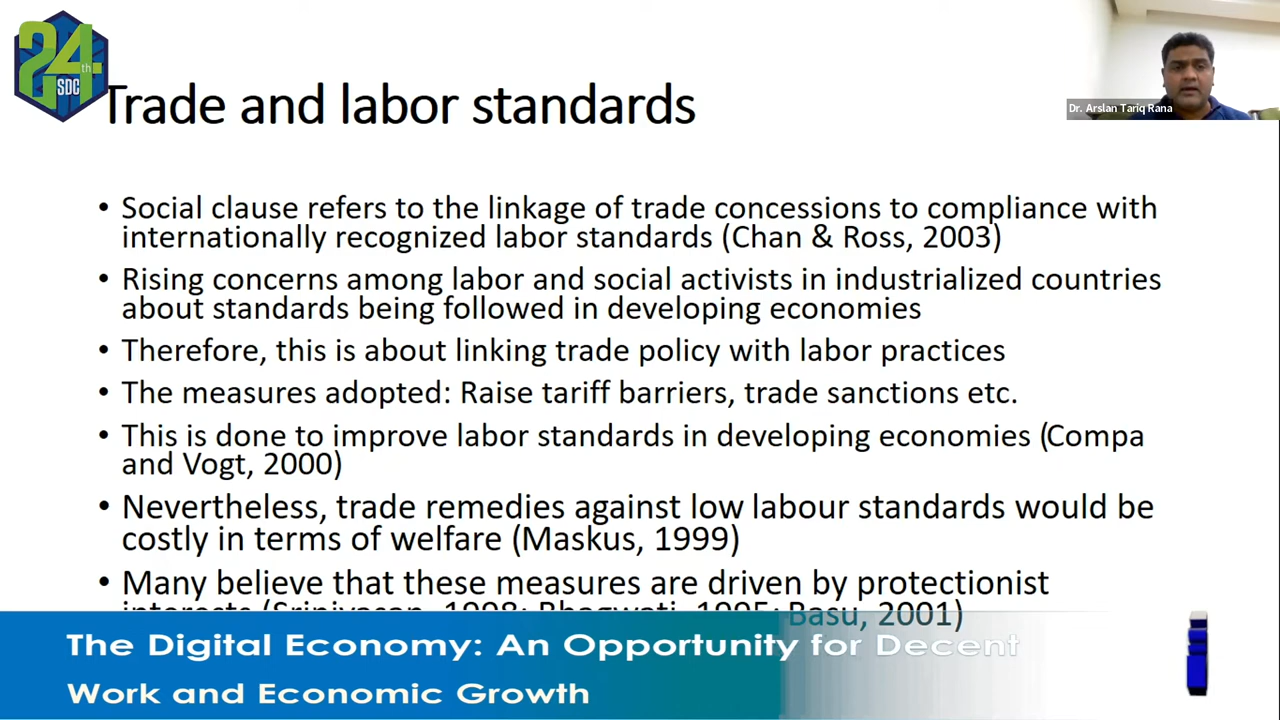 24th
SDC
Trade and labor standards
Dr. Arslan Tariq Rana
• Social clause refers to the linkage of trade concessions to compliance with
internationally recognized labor standards (Chan & Ross, 2003)
• Rising concerns among labor and social activists in industrialized countries
about standards being followed in developing economies
• Therefore, this is about linking trade policy with labor practices
• The measures adopted: Raise tariff barriers, trade sanctions etc.
• This is done to improve labor standards in developing economies (Compa
and Vogt, 2000)
• Nevertheless, trade remedies against low labour standards would be
costly in terms of welfare (Maskus, 1999)
• Many believe that these measures are driven by protectionist
interests (Srinivasan, 1998; Bhagwati, 1995; Basu, 2001)
The Digital Economy: An Opportunity for Decent
Work and Economic Growth